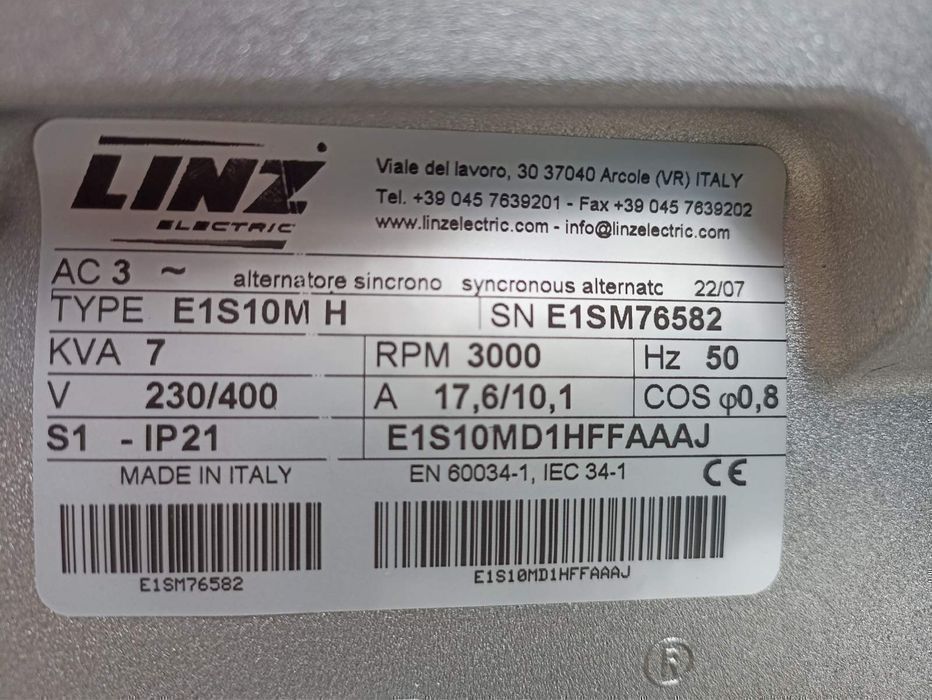 LINZ
ELECTRIC
Viale del lavoro, 30 37040 Arcole (VR) ITALY
Tel. +39 045 7639201 - Fax +39 045 7639202
www.linzelectric.com - info@linzelectric.com
AC 3 ~ alternatore sincrono syncronous alternatc 22/07
TYPE E1S10M H SN E1SM76582
KVA 7 RPM 3000 Hz 50
V 230/400 A 17,6/10,1 COS φ0,8
S1 - IP21 E1S10MD1HFFAAAJ
MADE IN ITALY EN 60034-1, IEC 34-1 CE
E1SM76582 E1S10MD1HFFAAAJ
R